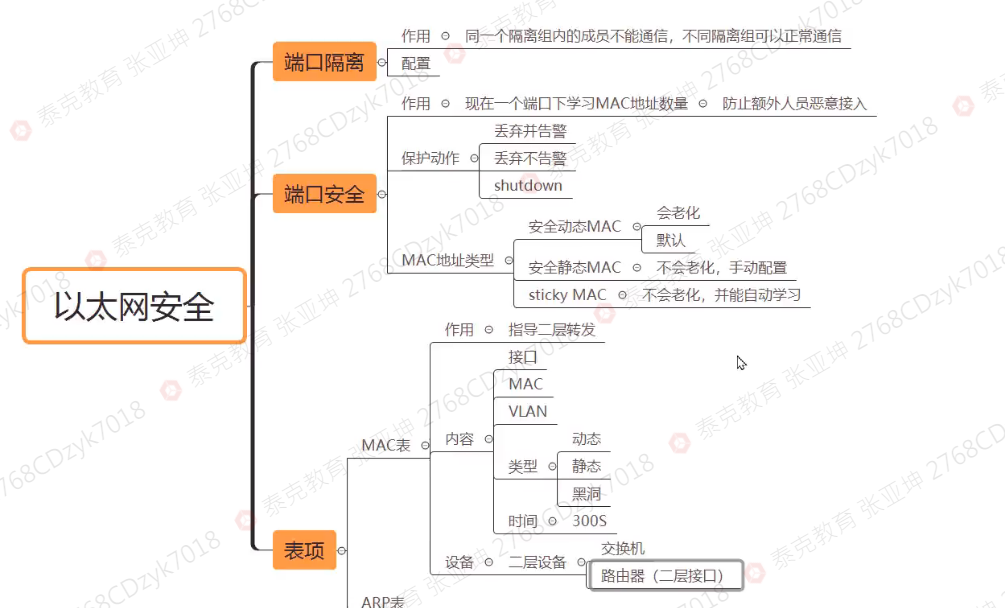 以太网安全
端口隔离
作用 同一个隔离组内的成员不能通信，不同隔离组可以正常通信
配置
端口安全
作用 现在一个端口下学习MAC地址数量 防止额外人员恶意接入
保护动作
丢弃并告警
丢弃不告警
shutdown
MAC地址类型
安全动态MAC
会老化
默认
安全静态MAC 不会老化，手动配置
sticky MAC 不会老化，并能自动学习
表项
MAC表
作用 指导二层转发
内容
接口
MAC
VLAN
类型
动态
静态
黑洞
时间 300S
设备 二层设备
交换机
路由器（二层接口）
ARP表
泰克教育 张亚坤 2768CDzyk7018